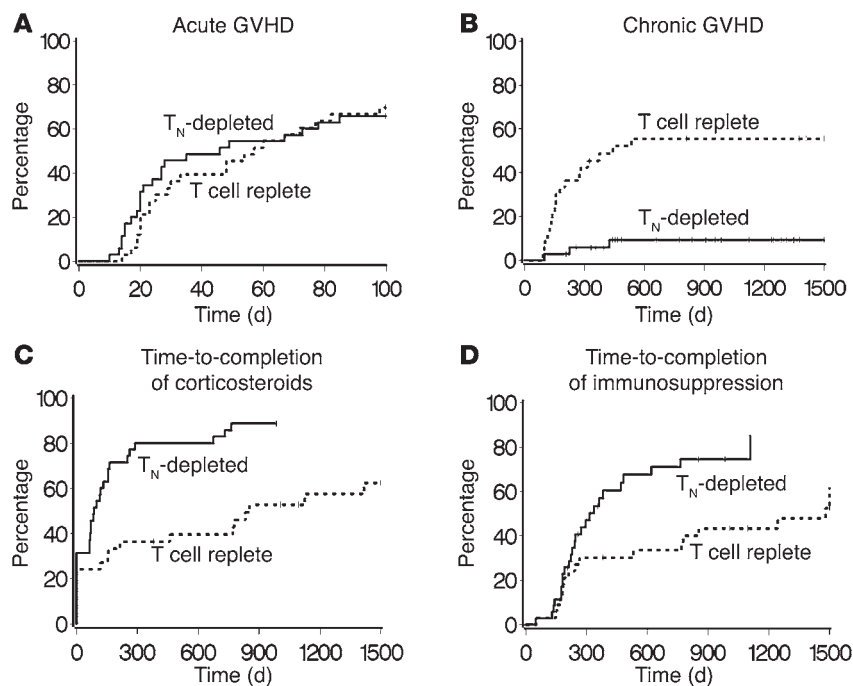 A
Acute GVHD
Percentage
100
80
60
40
20
0
T_N-depleted
T cell replete
0 20 40 60 80 100
Time (d)
B
Chronic GVHD
Percentage
100
80
60
40
20
0
T cell replete
T_N-depleted
0 300 600 900 1200 1500
Time (d)
C
Time-to-completion
of corticosteroids
Percentage
100
80
60
40
20
0
T_N-depleted
T cell replete
0 300 600 900 1200 1500
Time (d)
D
Time-to-completion
of immunosuppression
Percentage
100
80
60
40
20
0
T_N-depleted
T cell replete
0 300 600 900 1200 1500
Time (d)